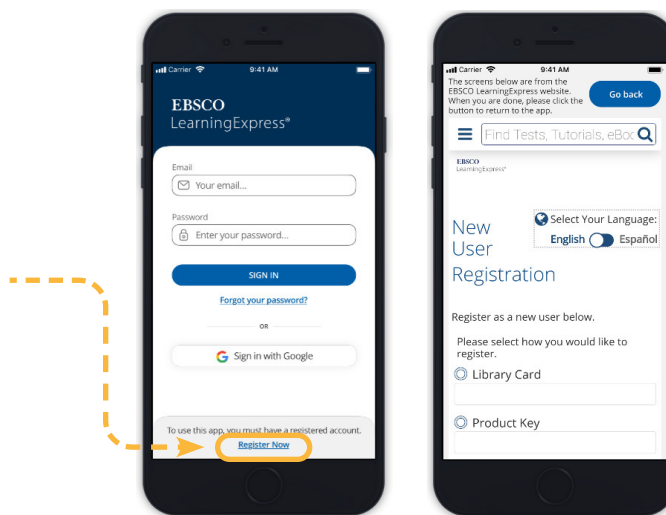 Carrier 9:41 AM
EBSCO
LearningExpress®
Email
Your email...
Password
Enter your password...
SIGN IN
Forgot your password?
OR
Sign in with Google
To use this app, you must have a registered account.
Register Now
Carrier 9:41 AM
The screens below are from the
EBSCO LearningExpress website.
When you are done, please click the
button to return to the app.
Go back
Find Tests, Tutorials, eBoo
EBSCO
LearningExpress®
Select Your Language:
English Español
New
User
Registration
Register as a new user below.
Please select how you would like to
register.
Library Card
Product Key